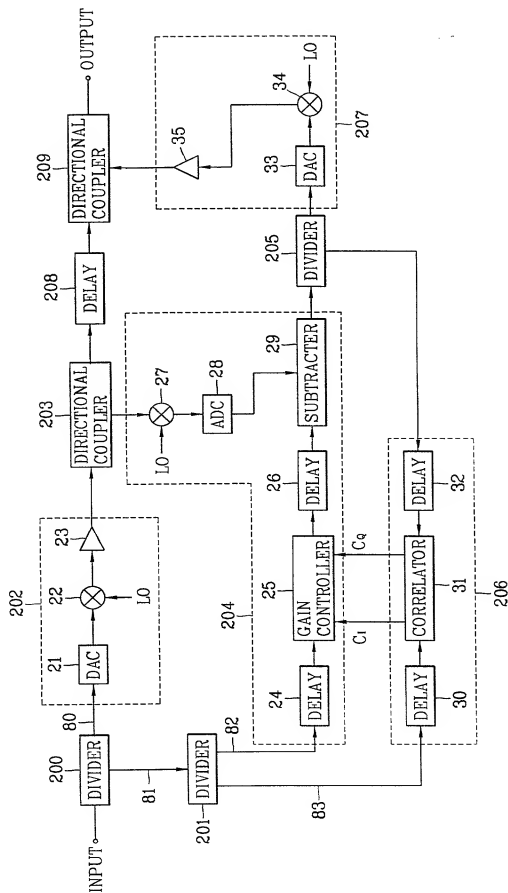 INPUT
200
DIVIDER
80
202
21
DAC
22
LO
23
203
DIRECTIONAL
COUPLER
208
DELAY
209
DIRECTIONAL
COUPLER
OUTPUT
81
201
DIVIDER
82
83
204
24
DELAY
25
GAIN
CONTROLLER
26
DELAY
LO
27
28
ADC
29
SUBTRACTER
205
DIVIDER
33
DAC
34
LO
35
207
CI
CQ
DELAY
30
CORRELATOR
31
DELAY
32
206